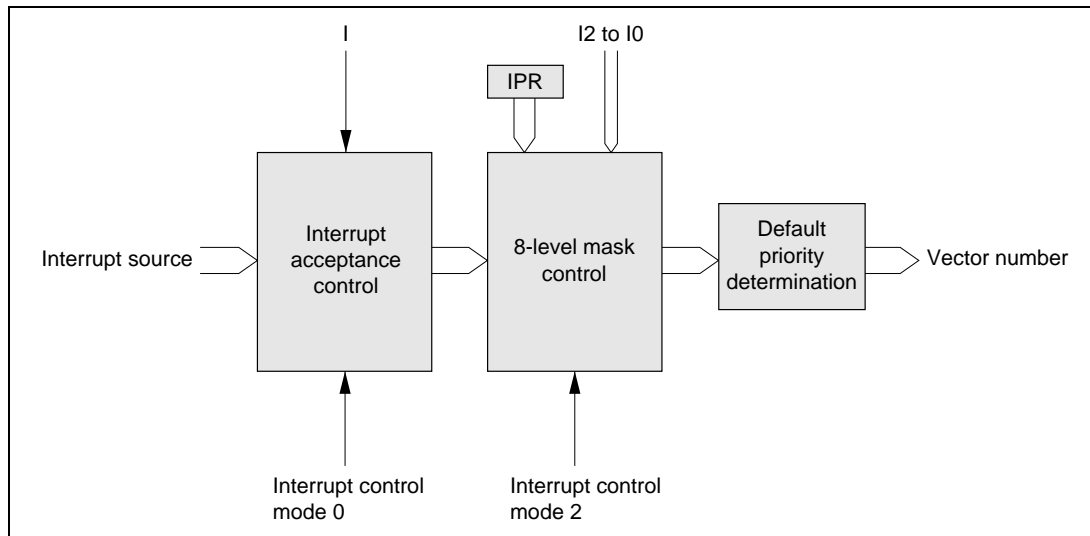 I
I2 to I0
IPR
Interrupt source
Interrupt
acceptance
control
8-level mask
control
Default
priority
determination
Vector number
Interrupt control
mode 0
Interrupt control
mode 2